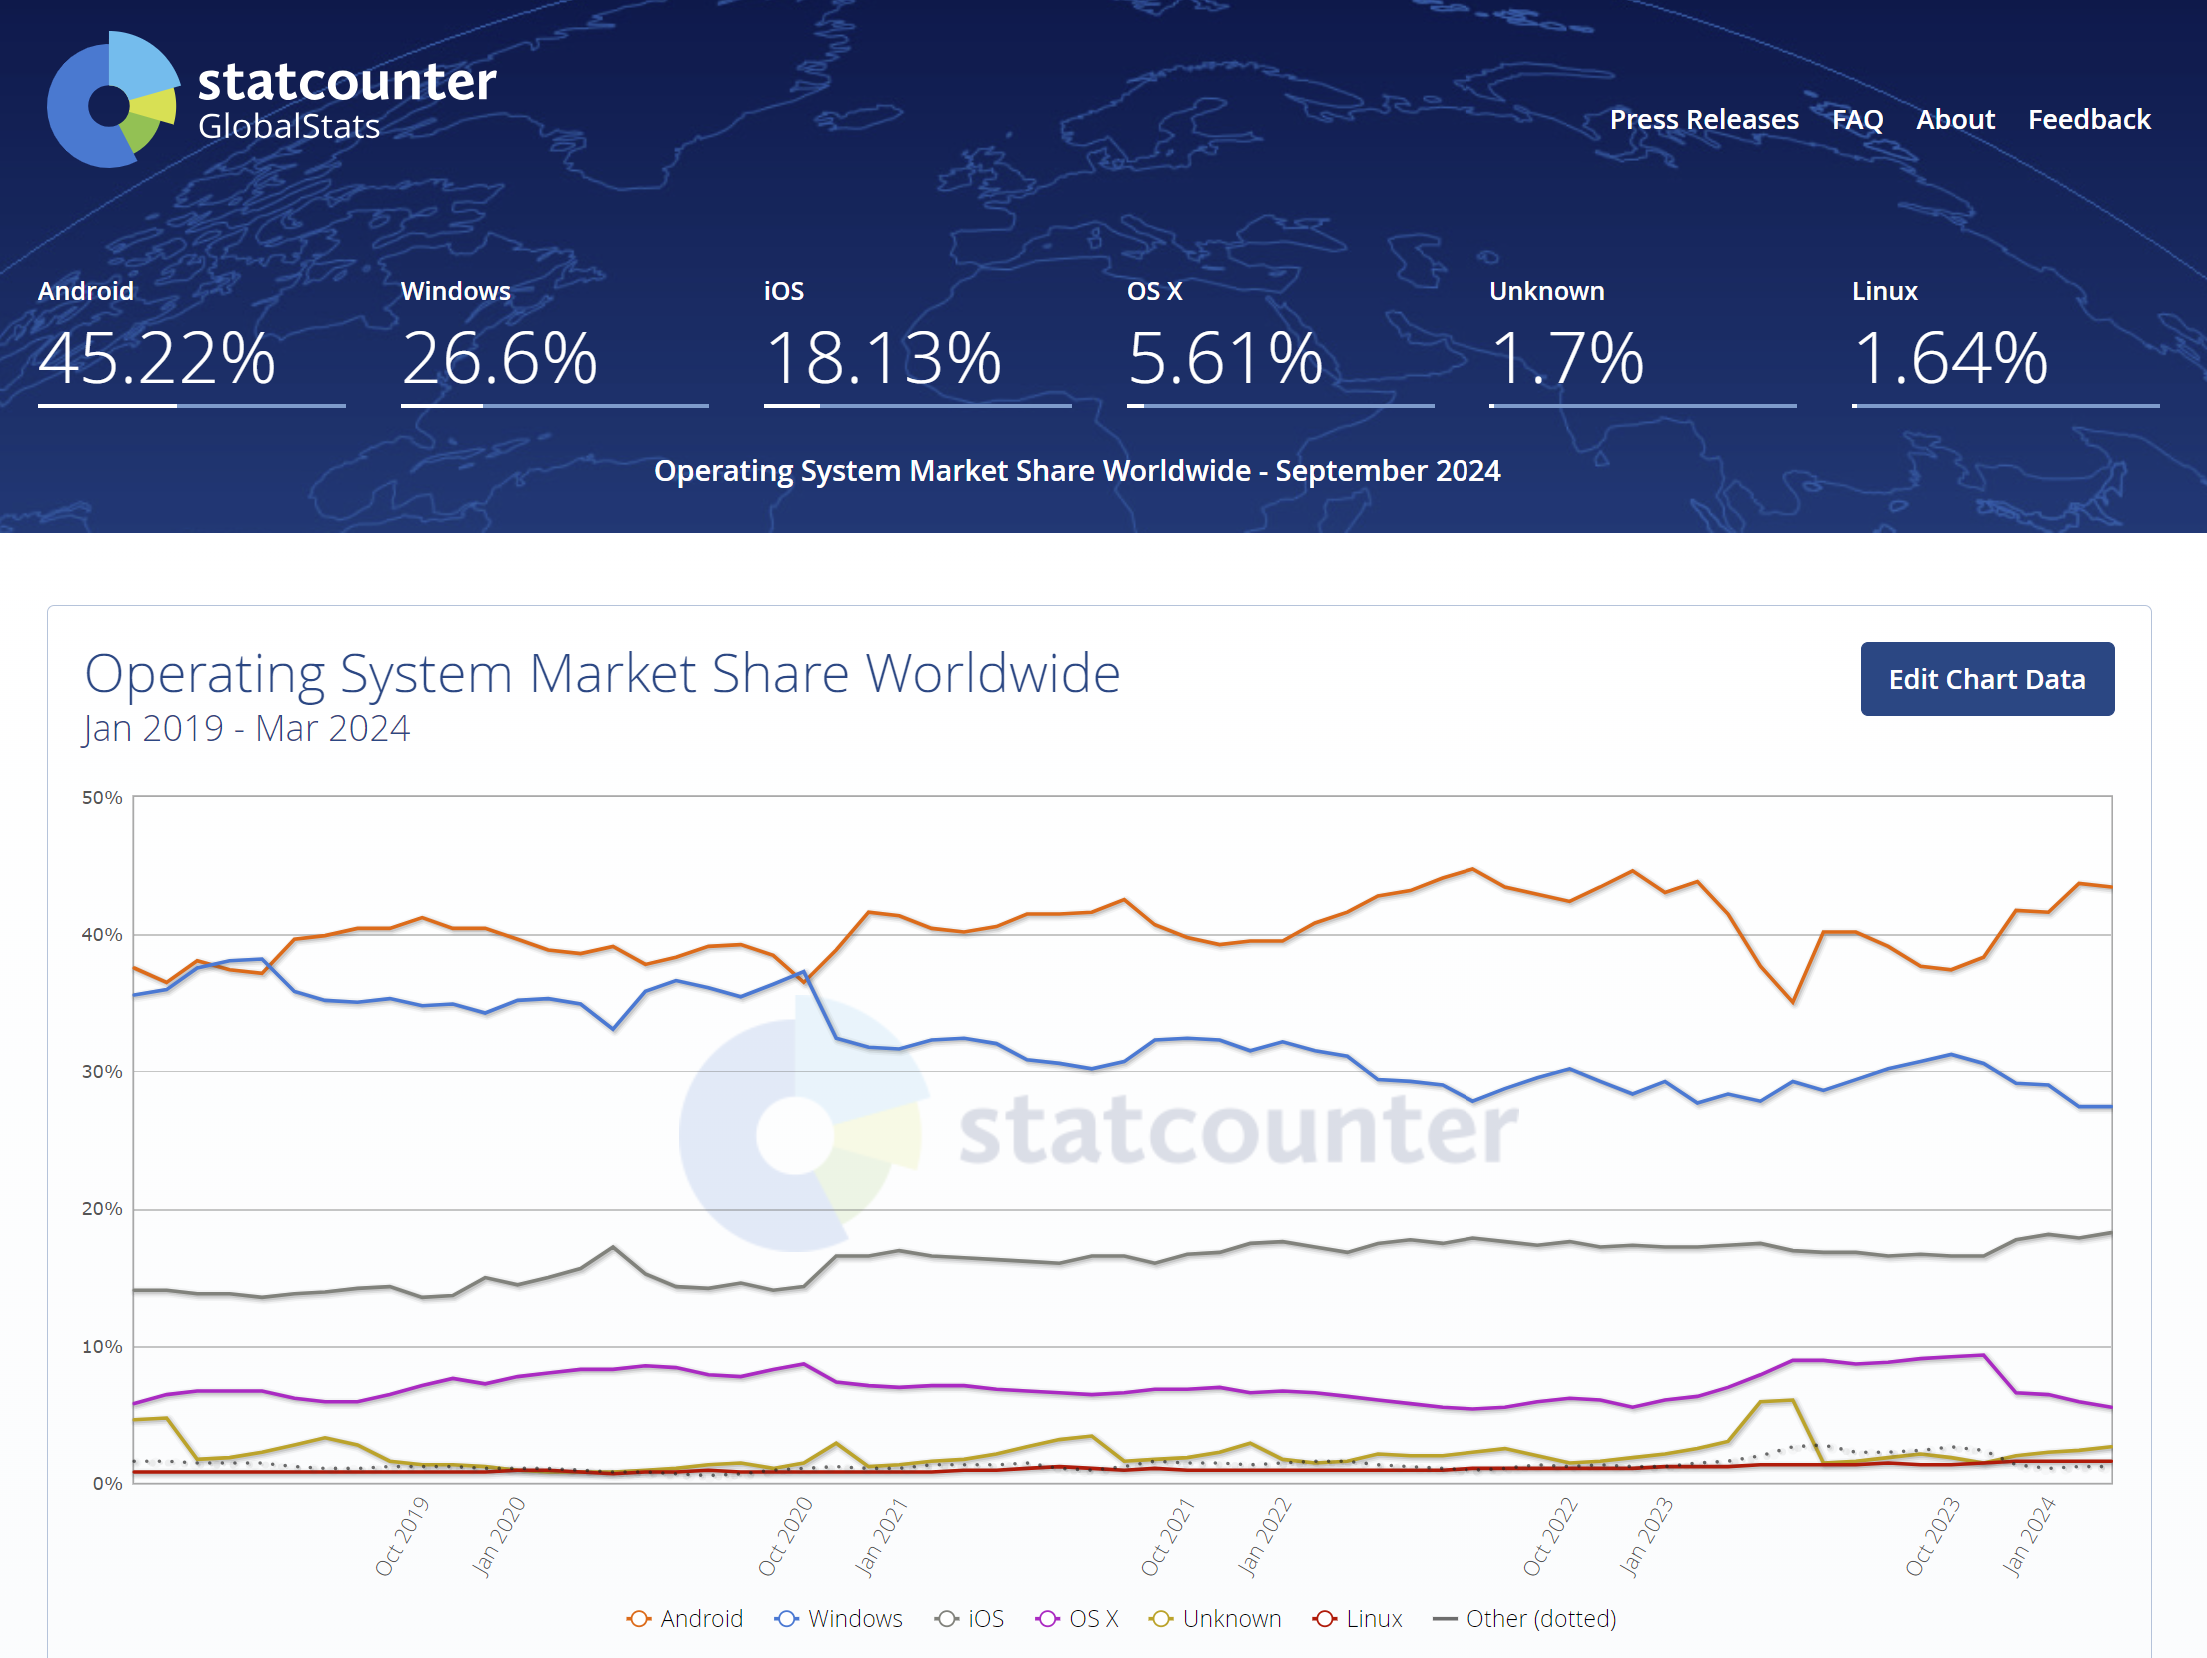 statcounter
GlobalStats
Press Releases FAQ About Feedback
Android Windows iOS OS X Unknown Linux
45.22% 26.6% 18.13% 5.61% 1.7% 1.64%
Operating System Market Share Worldwide - September 2024
Operating System Market Share Worldwide
Jan 2019 - Mar 2024
Edit Chart Data
50%
40%
30%
statcounter
20%
10%
0%
Oct 2019 Jan 2020 Oct 2020 Jan 2021 Oct 2021 Jan 2022 Oct 2022 Jan 2023 Oct 2023 Jan 2024
Android Windows iOS OS X Unknown Linux Other (dotted)